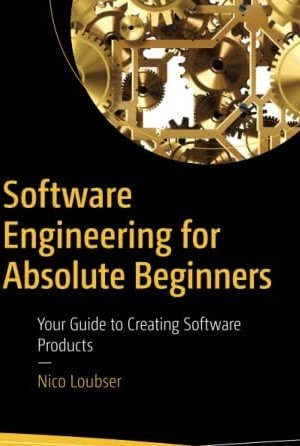 Software
Engineering for
Absolute Beginners
Your Guide to Creating Software
Products
—
Nico Loubser